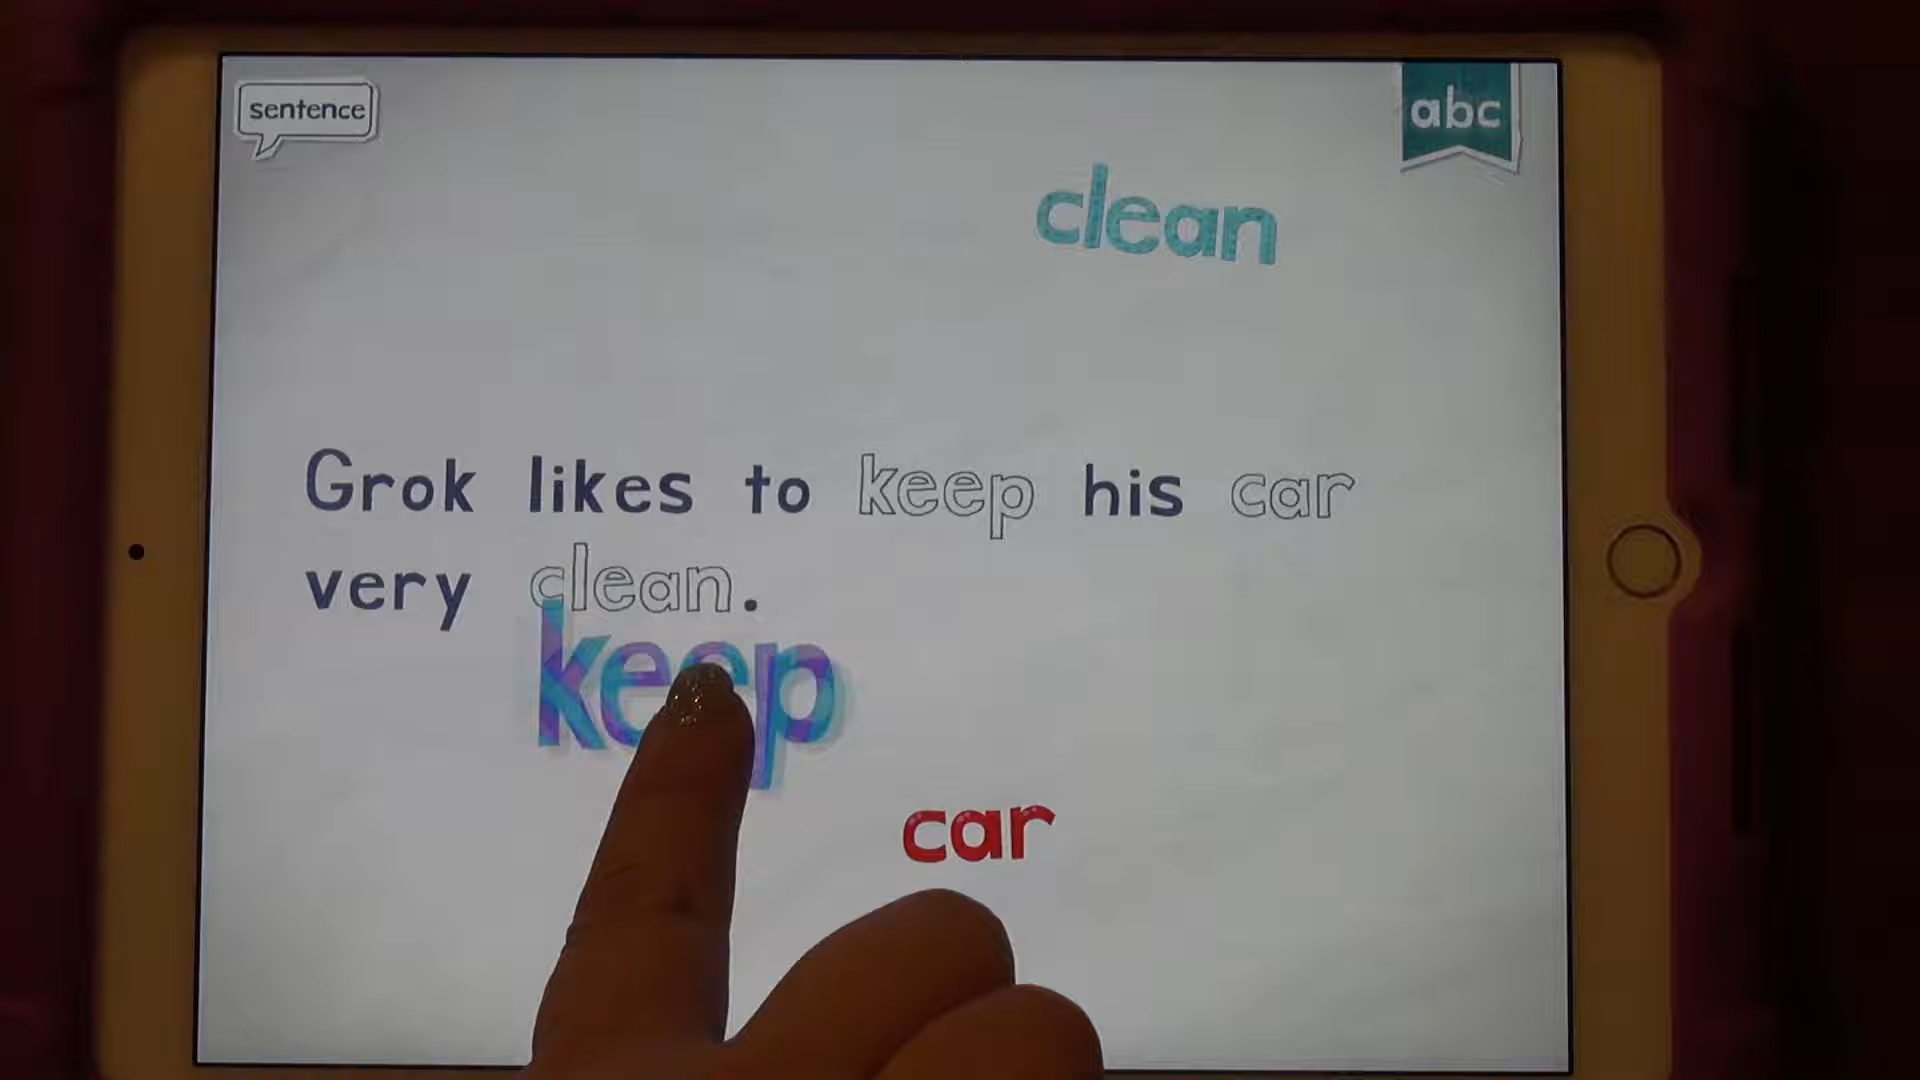 sentence
abc
clean
Grok likes to keep his car
very clean.
keep
car